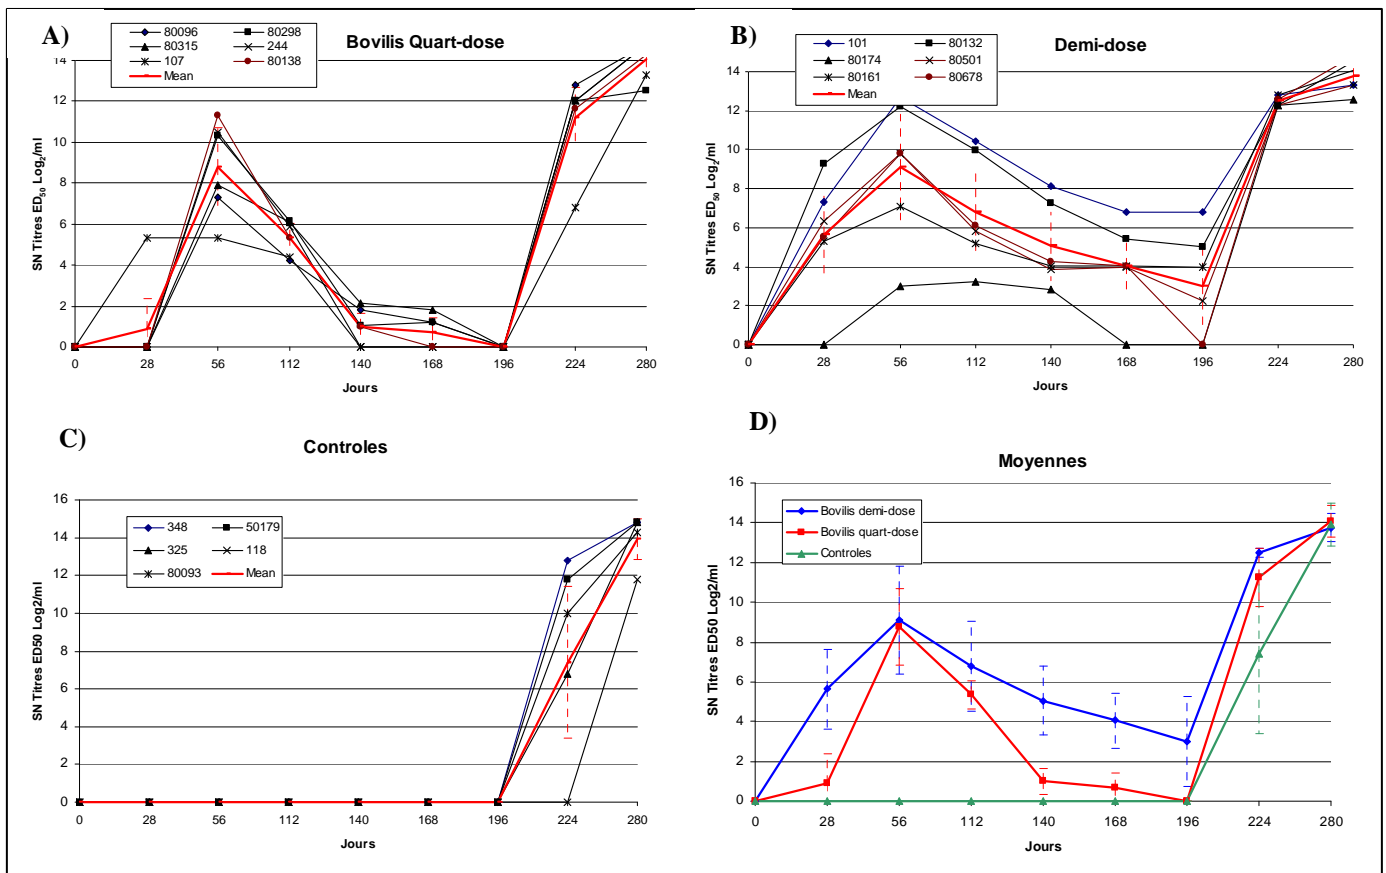 A)
Bovilis Quart-dose
80096 80298
80315 244
107 80138
Mean
SN Titres ED50 Log2/ml
14
12
10
8
6
4
2
0
0 28 56 112 140 168 196 224 280
Jours
B)
Demi-dose
101 80132
80174 80501
80161 80678
Mean
SN Titres ED50 Log2/ml
14
12
10
8
6
4
2
0
0 28 56 112 140 168 196 224 280
Jours
C)
Controles
348 50179
325 118
80093 Mean
SN Titres ED50 Log2/ml
16
14
12
10
8
6
4
2
0
0 28 56 112 140 168 196 224 280
Jours
D)
Moyennes
Bovilis demi-dose
Bovilis quart-dose
Controles
SN Titres ED50 Log2/ml
16
14
12
10
8
6
4
2
0
0 28 56 112 140 168 196 224 280
Jours